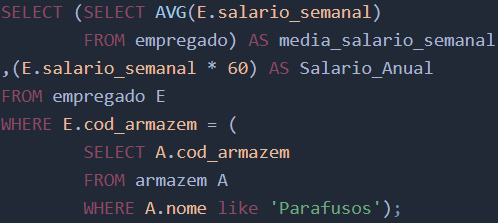 SELECT (SELECT AVG(E.salario_semanal)
        FROM empregado) AS media_salario_semanal
,(E.salario_semanal * 60) AS Salario_Anual
FROM empregado E
WHERE E.cod_armazem = (
        SELECT A.cod_armazem
        FROM armazem A
        WHERE A.nome like 'Parafusos');